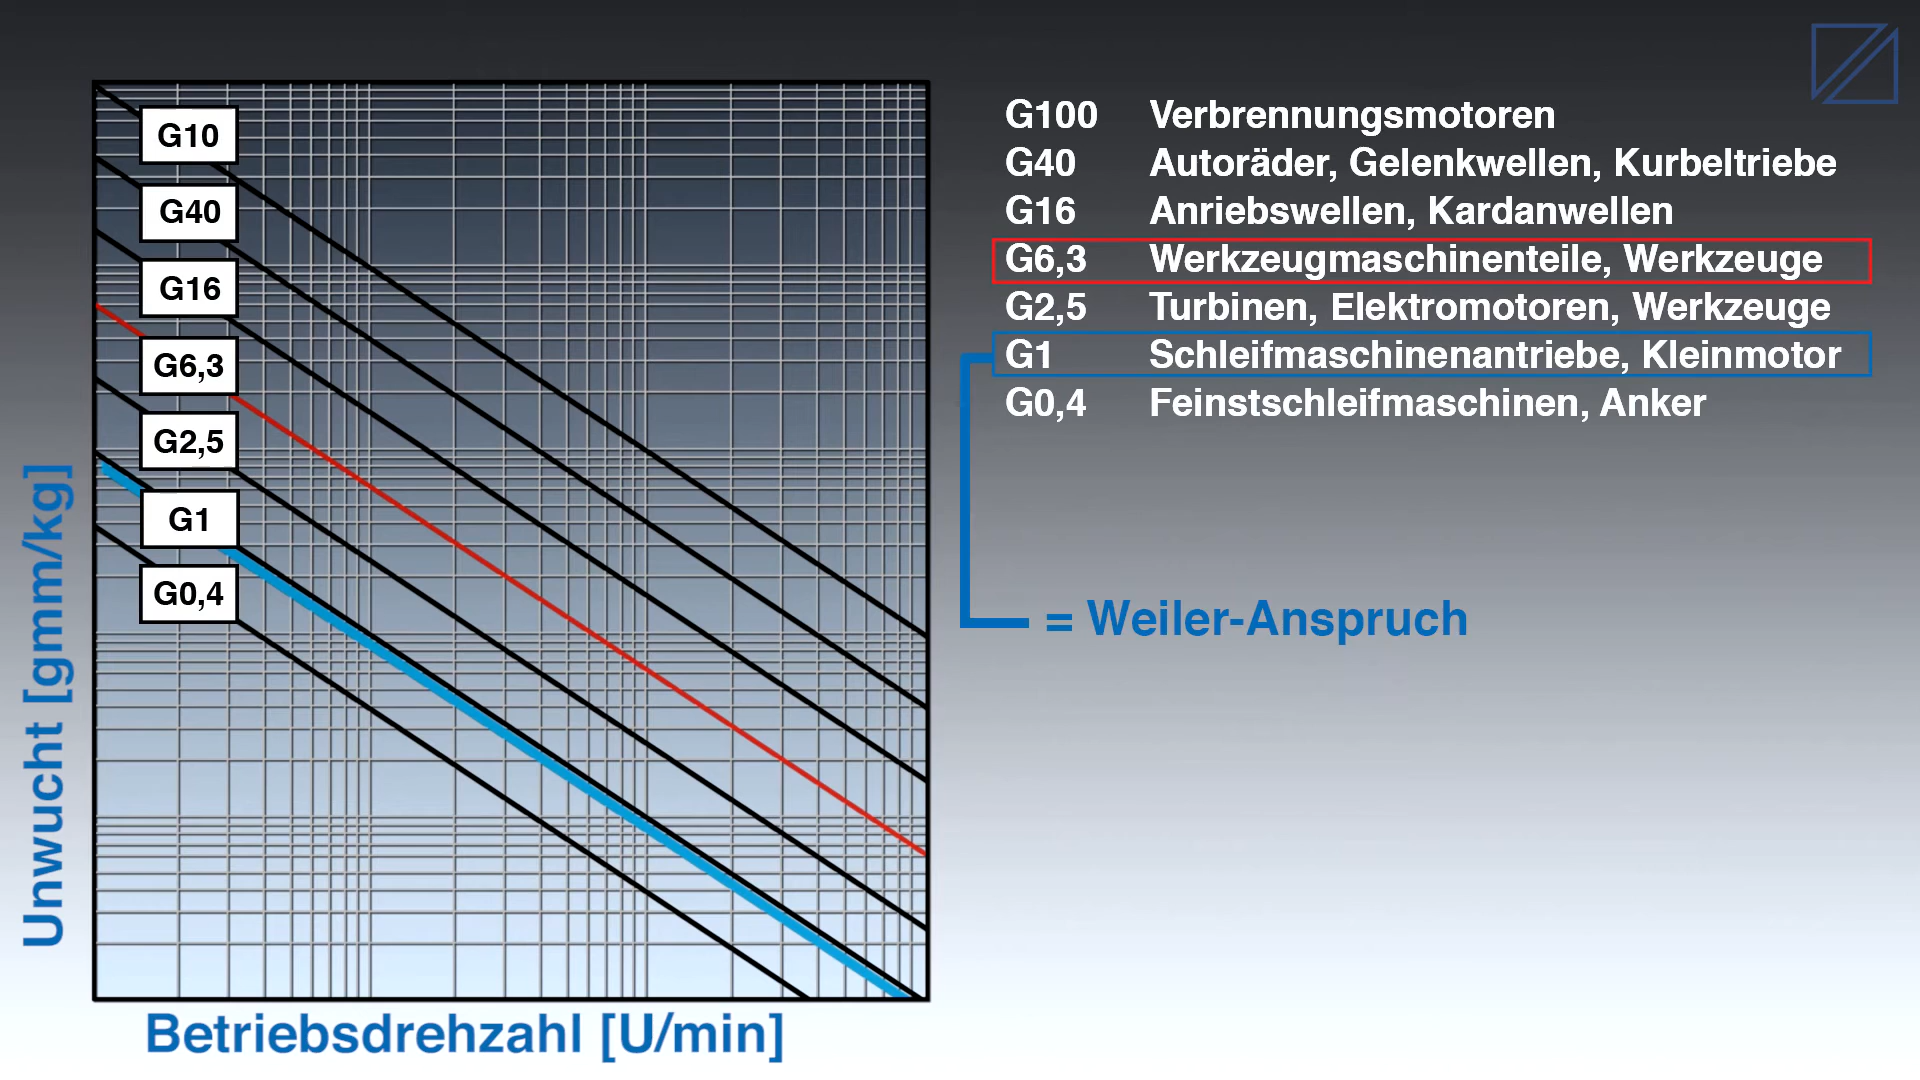 G10
G40
G16
G6,3
G2,5
G1
G0,4
Unwucht [gmm/kg]
Betriebsdrehzahl [U/min]
G100 Verbrennungsmotoren
G40 Autoräder, Gelenkwellen, Kurbeltriebe
G16 Anriebswellen, Kardanwellen
G6,3 Werkzeugmaschinenteile, Werkzeuge
G2,5 Turbinen, Elektromotoren, Werkzeuge
G1 Schleifmaschinenantriebe, Kleinmotor
G0,4 Feinstschleifmaschinen, Anker
= Weiler-Anspruch